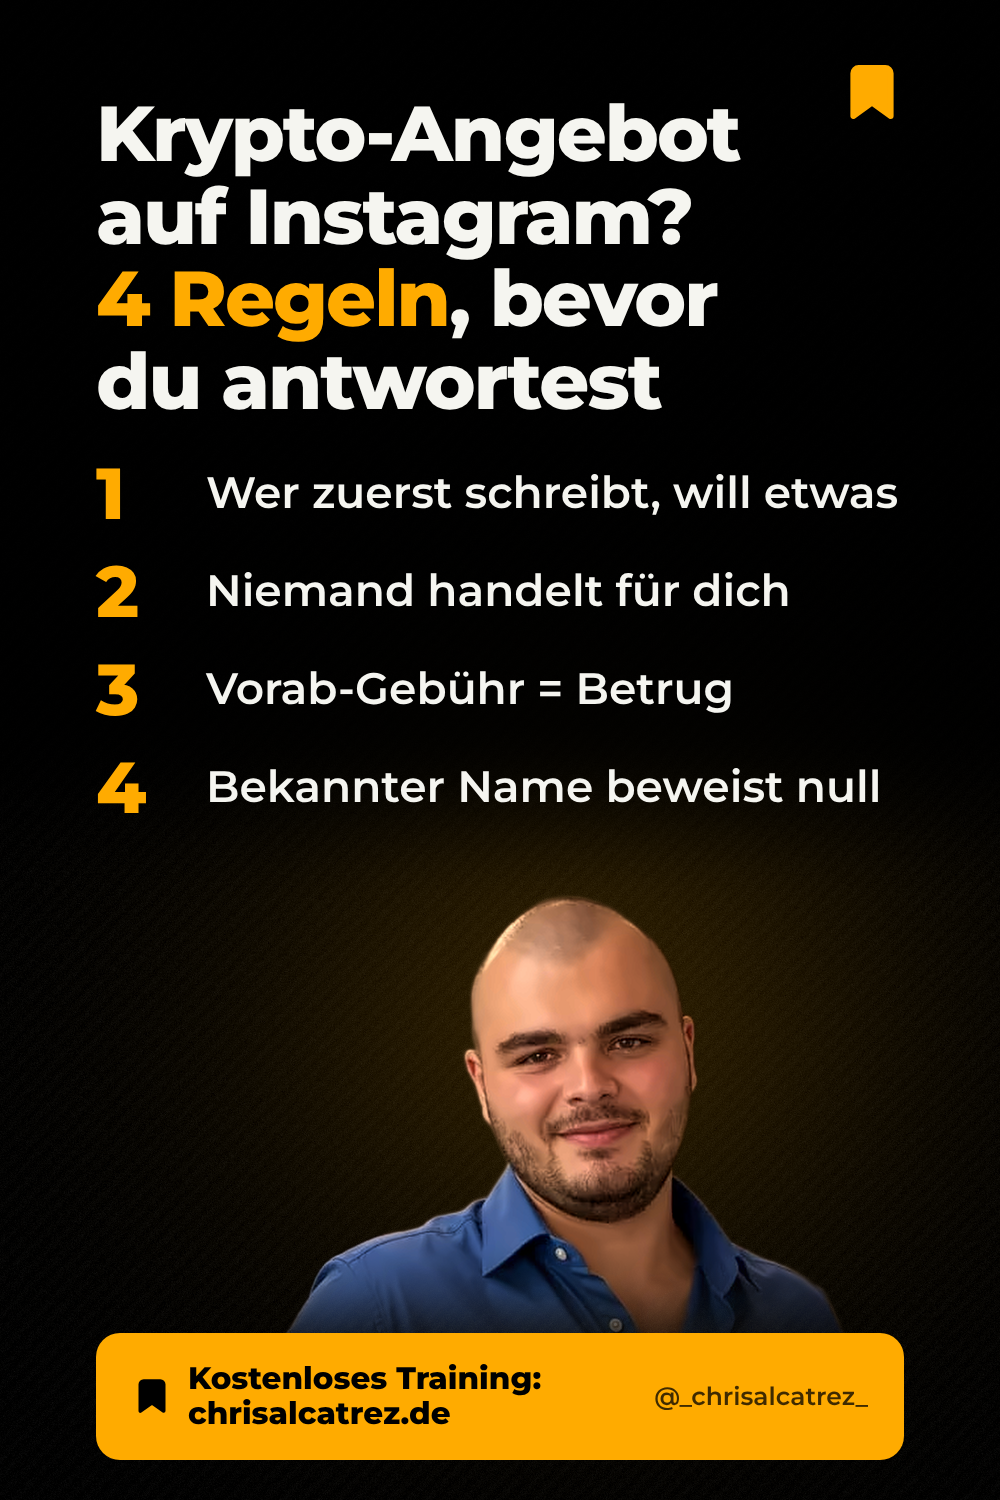 Krypto-Angebot
auf Instagram?
4 Regeln, bevor
du antwortest
1 Wer zuerst schreibt, will etwas
2 Niemand handelt für dich
3 Vorab-Gebühr = Betrug
4 Bekannter Name beweist null
Kostenloses Training:
chrisalcatrez.de
@_chrisalcatrez_